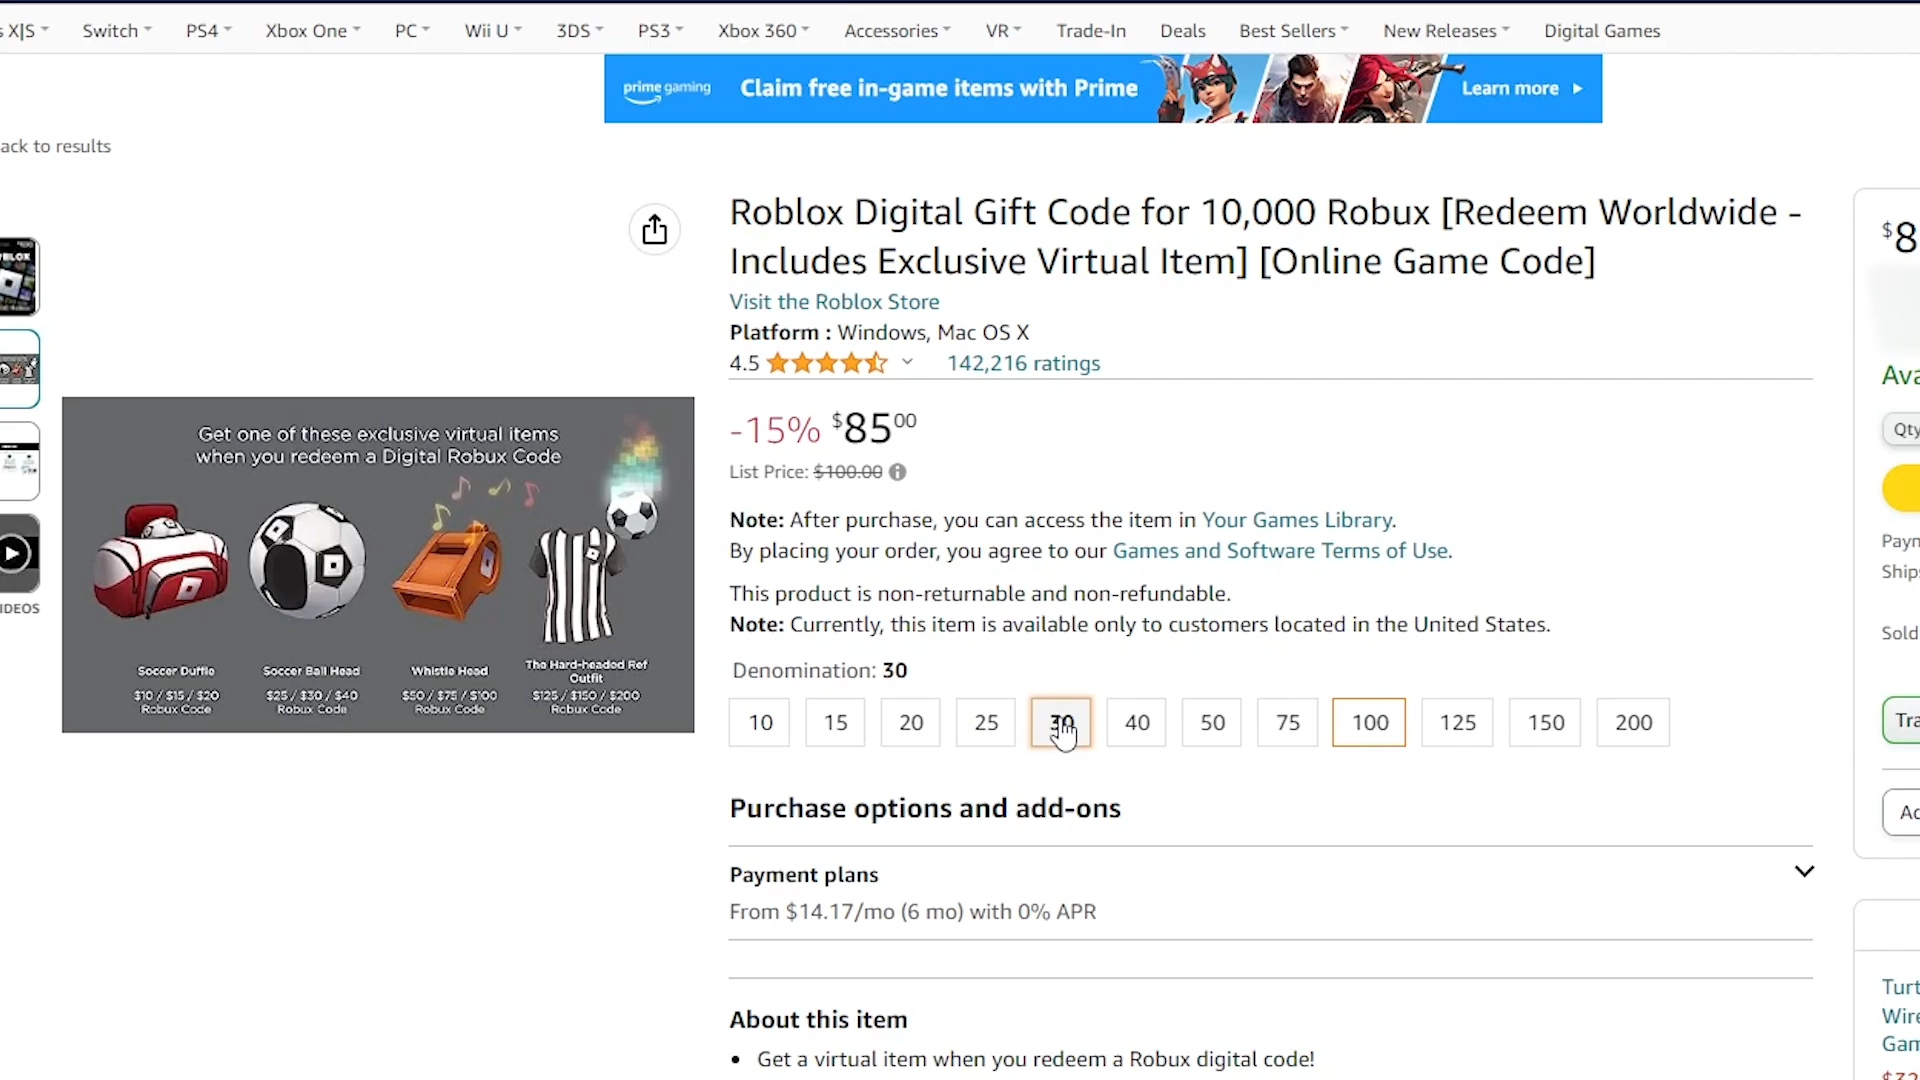 X|S Switch PS4 Xbox One PC Wii U 3DS PS3 Xbox 360 Accessories VR Trade-In Deals Best Sellers New Releases Digital Games
prime gaming Claim free in-game items with Prime Learn more
ack to results
Roblox Digital Gift Code for 10,000 Robux [Redeem Worldwide -
Includes Exclusive Virtual Item] [Online Game Code]
Visit the Roblox Store
Platform : Windows, Mac OS X
4.5 142,216 ratings
-15% $85 00
List Price: $100.00
Note: After purchase, you can access the item in Your Games Library.
By placing your order, you agree to our Games and Software Terms of Use.
This product is non-returnable and non-refundable.
Note: Currently, this item is available only to customers located in the United States.
Denomination: 30
10 15 20 25 30 40 50 75 100 125 150 200
Purchase options and add-ons
Payment plans
From $14.17/mo (6 mo) with 0% APR
About this item
• Get a virtual item when you redeem a Robux digital code!
BLOX
IDEOS
Get one of these exclusive virtual items
when you redeem a Digital Robux Code
Soccer Duffle
$10 / $15 / $20
Robux Code
Soccer Ball Head
$25 / $30 / $40
Robux Code
Whistle Head
$50 / $75 / $100
Robux Code
The Hard-headed Ref
Outfit
$125 / $150 / $200
Robux Code
$8
Ava
Qty
Paym
Ships
Sold
Tra
Ad
Turt
Wire
Gam